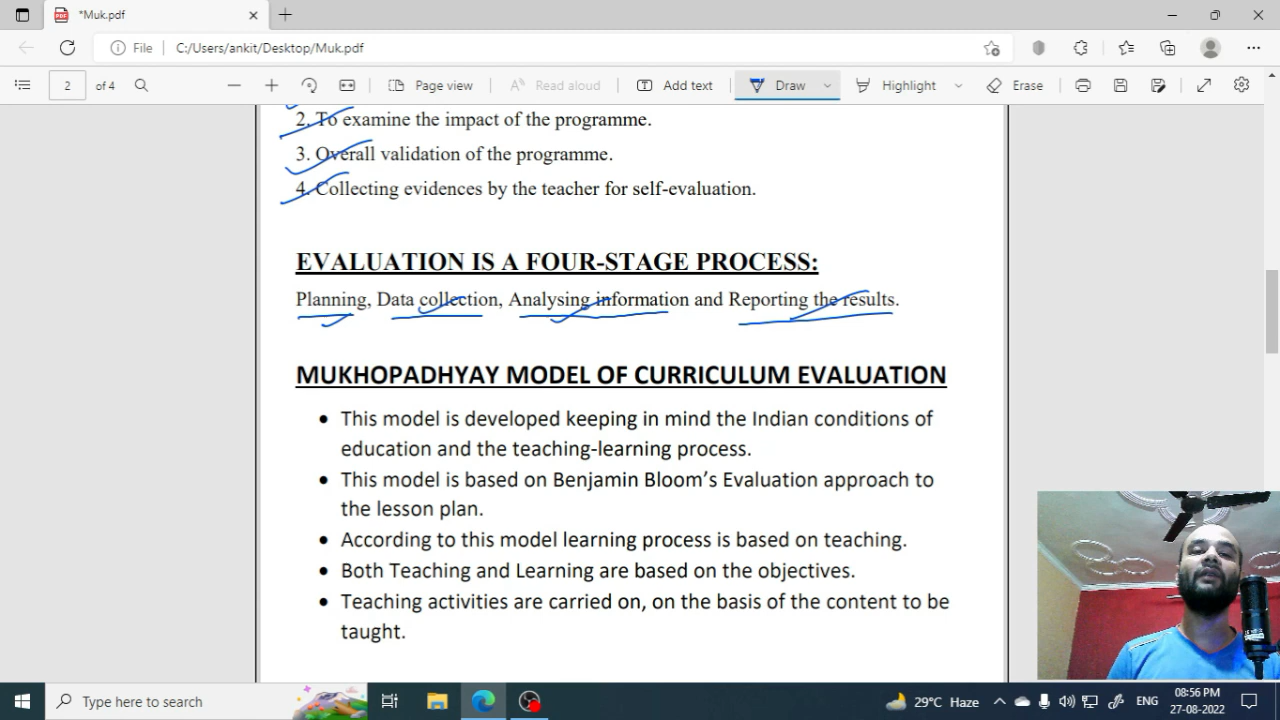 *Muk.pdf
File C:/Users/ankit/Desktop/Muk.pdf
2 of 4 Page view Read aloud Add text Draw Highlight Erase
2. To examine the impact of the programme.
3. Overall validation of the programme.
4. Collecting evidences by the teacher for self-evaluation.
EVALUATION IS A FOUR-STAGE PROCESS:
Planning, Data collection, Analysing information and Reporting the results.
MUKHOPADHYAY MODEL OF CURRICULUM EVALUATION
• This model is developed keeping in mind the Indian conditions of
education and the teaching-learning process.
• This model is based on Benjamin Bloom's Evaluation approach to
the lesson plan.
• According to this model learning process is based on teaching.
• Both Teaching and Learning are based on the objectives.
• Teaching activities are carried on, on the basis of the content to be
taught.
Type here to search 29°C Haze ENG 08:56 PM
27-08-2022